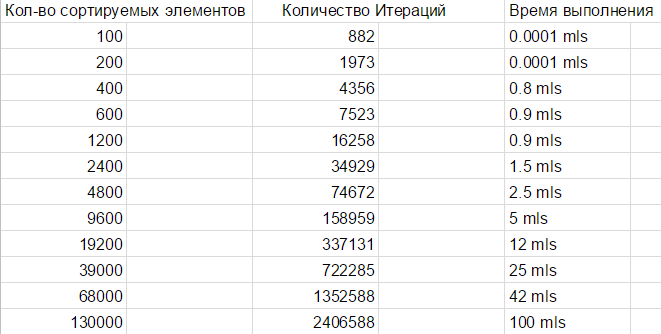 Кол-во сортируемых элементов Количество Итераций Время выполнения
100 882 0.0001 mls
200 1973 0.0001 mls
400 4356 0.8 mls
600 7523 0.9 mls
1200 16258 0.9 mls
2400 34929 1.5 mls
4800 74672 2.5 mls
9600 158959 5 mls
19200 337131 12 mls
39000 722285 25 mls
68000 1352588 42 mls
130000 2406588 100 mls